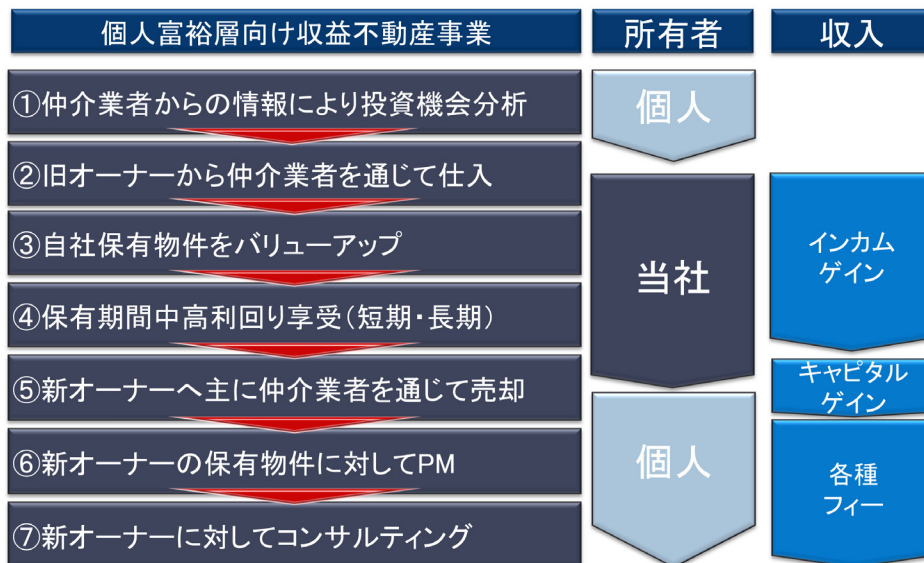 個人富裕層向け収益不動産事業
所有者
収入
①仲介業者からの情報により投資機会分析
個人
②旧オーナーから仲介業者を通じて仕入
③自社保有物件をバリューアップ
当社
インカム
ゲイン
④保有期間中高利回り享受(短期・長期)
⑤新オーナーへ主に仲介業者を通じて売却
キャピタル
ゲイン
⑥新オーナーの保有物件に対してPM
個人
各種
フィー
⑦新オーナーに対してコンサルティング